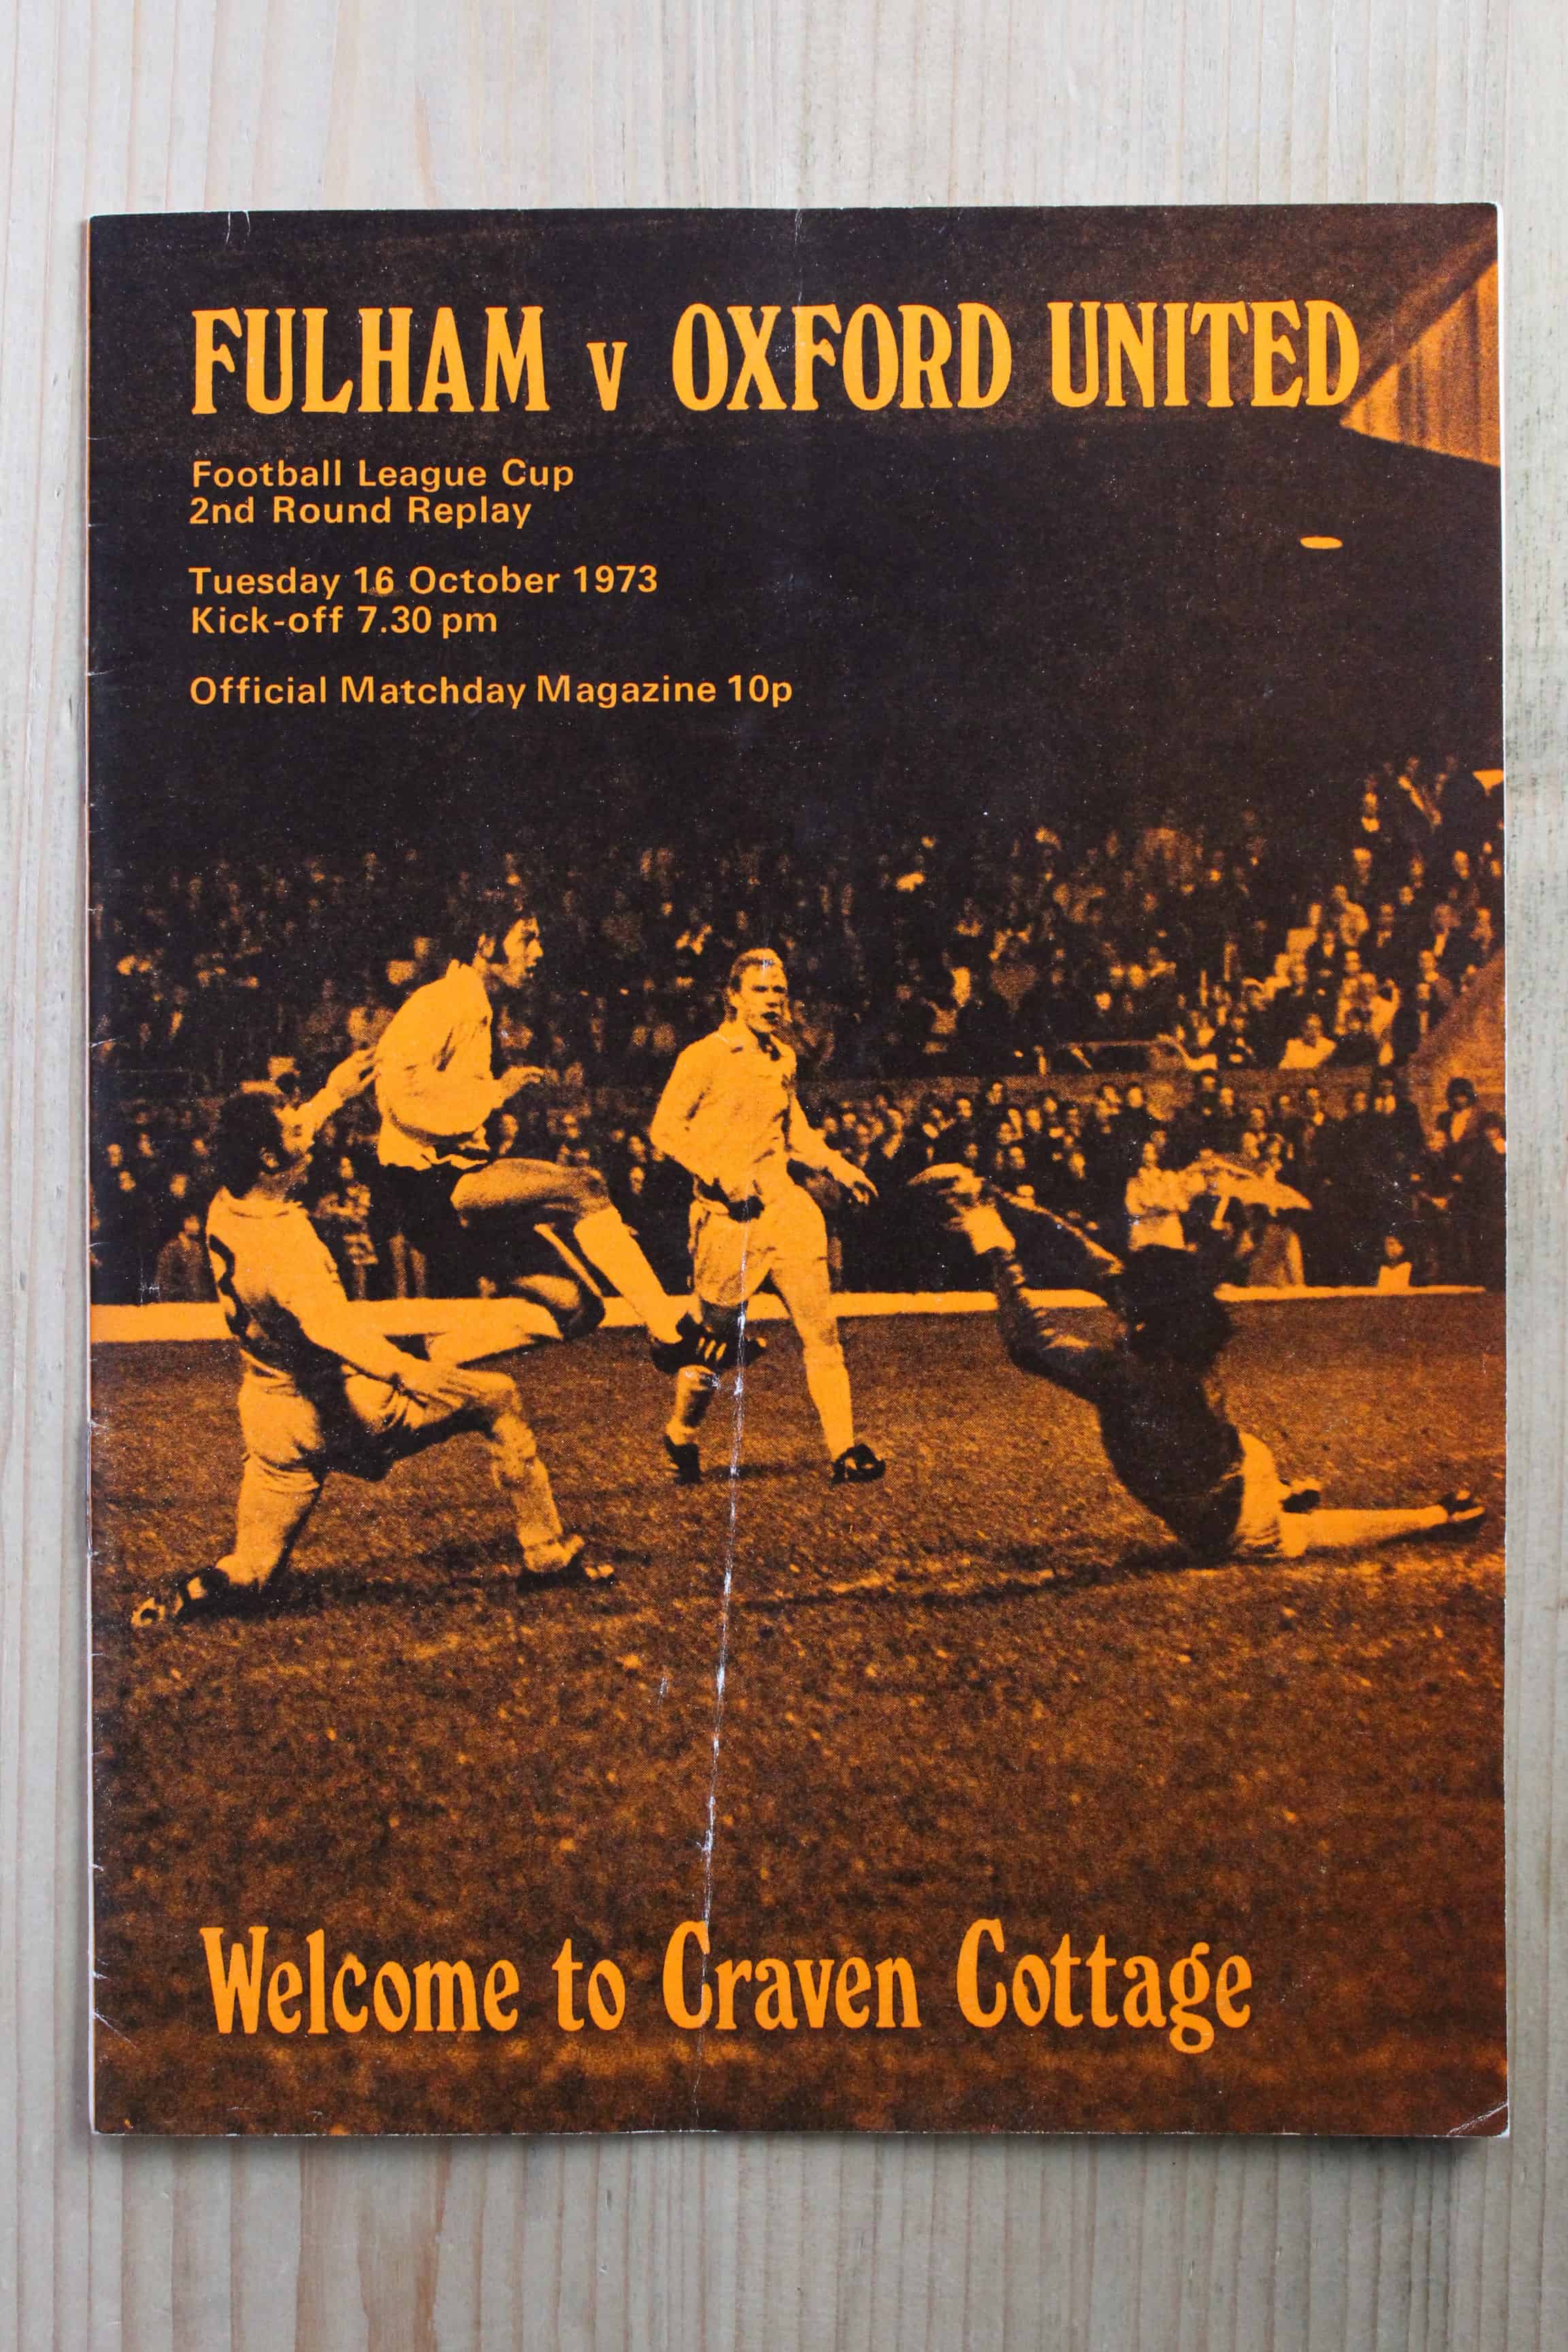 FULHAM v OXFORD UNITED
Football League Cup
2nd Round Replay
Tuesday 16 October 1973
Kick-off 7.30 pm
Official Matchday Magazine 10p
Welcome to Craven Cottage